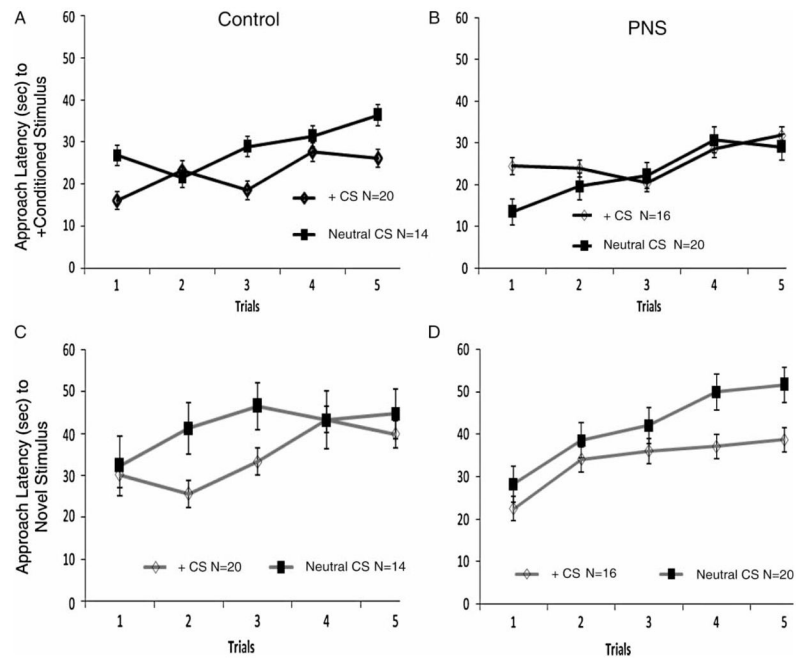 A
Control
Approach Latency (sec) to
+Conditioned Stimulus
60
50
40
30
20
10
0
+ CS N=20
Neutral CS N=14
1 2 3 4 5
Trials
B
PNS
60
50
40
30
20
10
0
+ CS N=16
Neutral CS N=20
1 2 3 4 5
Trials
C
Approach Latency (sec) to
Novel Stimulus
60
50
40
30
20
10
0
+ CS N=20 Neutral CS N=14
1 2 3 4 5
Trials
D
60
50
40
30
20
10
0
+ CS N=16 Neutral CS N=20
1 2 3 4 5
Trials